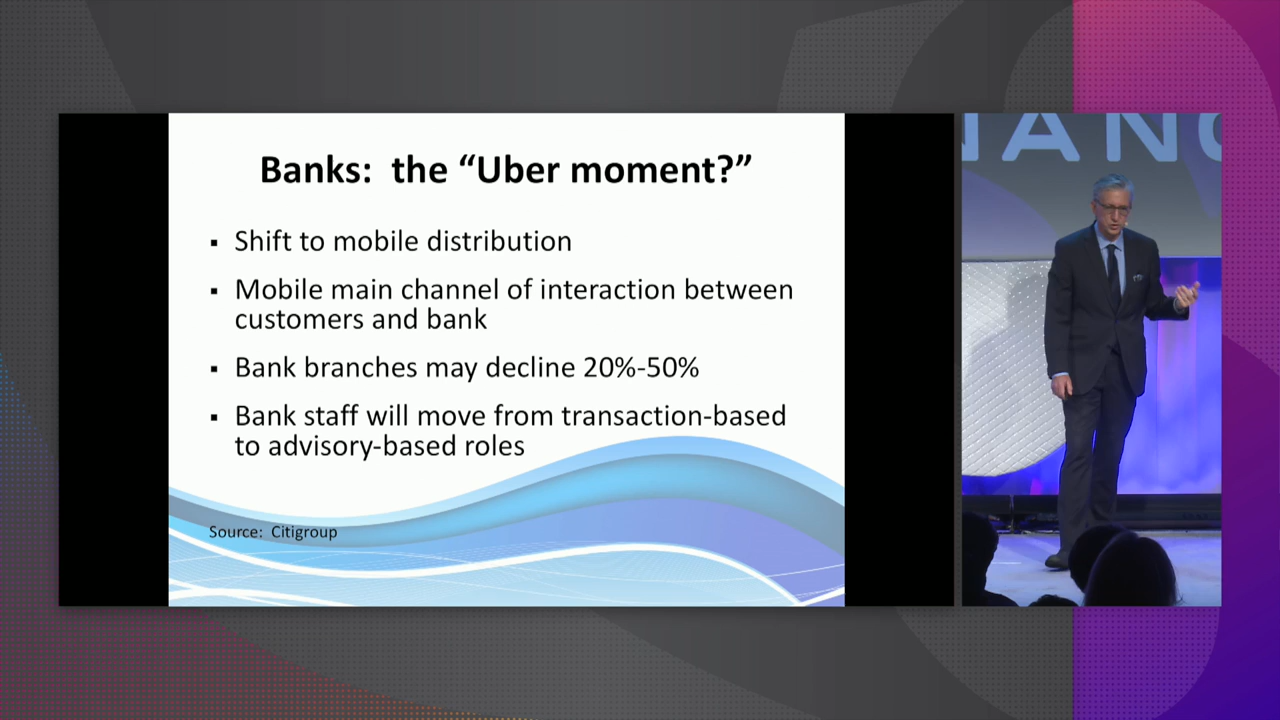 Banks: the “Uber moment?”
▪ Shift to mobile distribution
▪ Mobile main channel of interaction between
customers and bank
▪ Bank branches may decline 20%-50%
▪ Bank staff will move from transaction-based
to advisory-based roles
Source: Citigroup